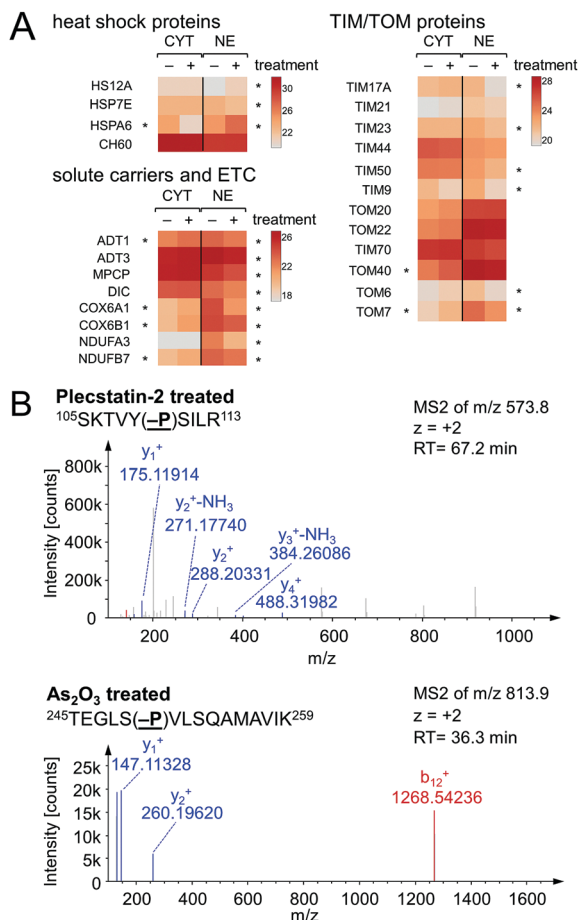 A
heat shock proteins
CYT NE
– + – + treatment
HS12A *
HSP7E *
HSPA6 * *
CH60
30
26
22
solute carriers and ETC
CYT NE
– + – + treatment
ADT1 * *
ADT3 *
MPCP *
DIC *
COX6A1 * *
COX6B1 * *
NDUFA3 *
NDUFB7 * *
26
22
18
TIM/TOM proteins
CYT NE
– + – + treatment
TIM17A *
TIM21
TIM23 *
TIM44
TIM50 *
TIM9 *
TOM20
TOM22
TIM70
TOM40 *
TOM6 *
TOM7 * *
28
24
20
B
Plecstatin-2 treated
¹⁰⁵SKTVY(–P)SILR¹¹³
MS2 of m/z 573.8
z = +2
RT= 67.2 min
Intensity [counts]
800k
600k
400k
200k
0
y₁⁺
175.11914
y₂⁺-NH₃
271.17740
y₂⁺
288.20331
y₃⁺-NH₃
384.26086
y₄⁺
488.31982
200 400 600 800 1000
m/z
As₂O₃ treated
²⁴⁵TEGLS(–P)VLSQAMAVIK²⁵⁹
MS2 of m/z 813.9
z = +2
RT= 36.3 min
Intensity [counts]
25k
20k
15k
10k
5k
0
y₁⁺
147.11328
y₂⁺
260.19620
b₁₂⁺
1268.54236
200 400 600 800 1000 1200 1400 1600
m/z